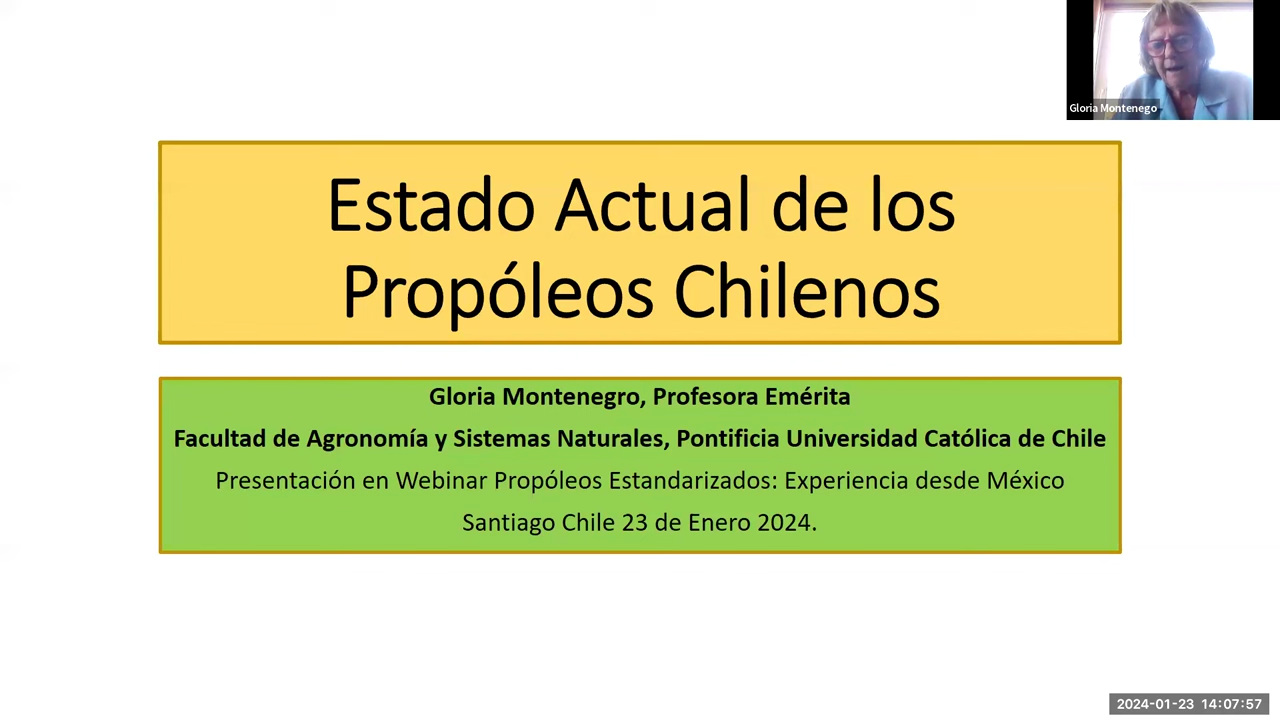 Gloria Montenego
Estado Actual de los
Propóleos Chilenos
Gloria Montenegro, Profesora Emérita
Facultad de Agronomía y Sistemas Naturales, Pontificia Universidad Católica de Chile
Presentación en Webinar Propóleos Estandarizados: Experiencia desde México
Santiago Chile 23 de Enero 2024.
2024-01-23 14:07:57